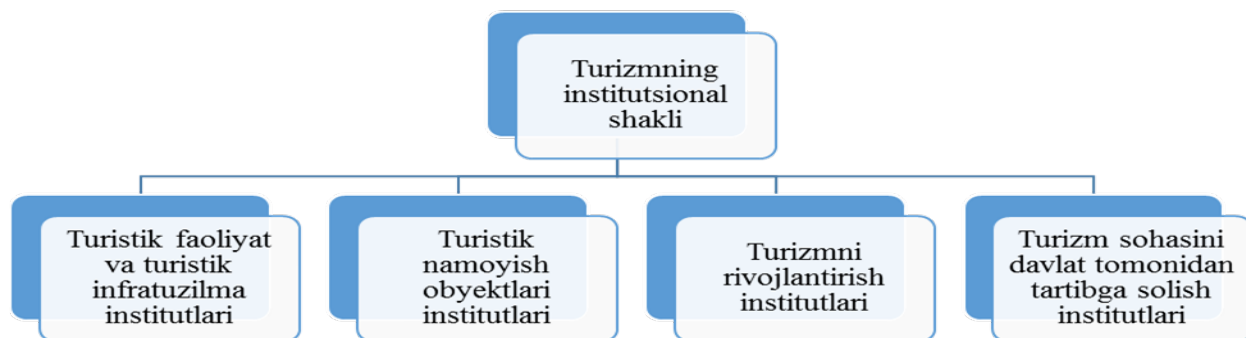 Turizmning
institutsional
shakli
Turistik faoliyat
va turistik
infratuzilma
institutlari
Turistik
namoyish
obyektlari
institutlari
Turizmni
rivojlantirish
institutlari
Turizm sohasini
davlat tomonidan
tartibga solish
institutlari